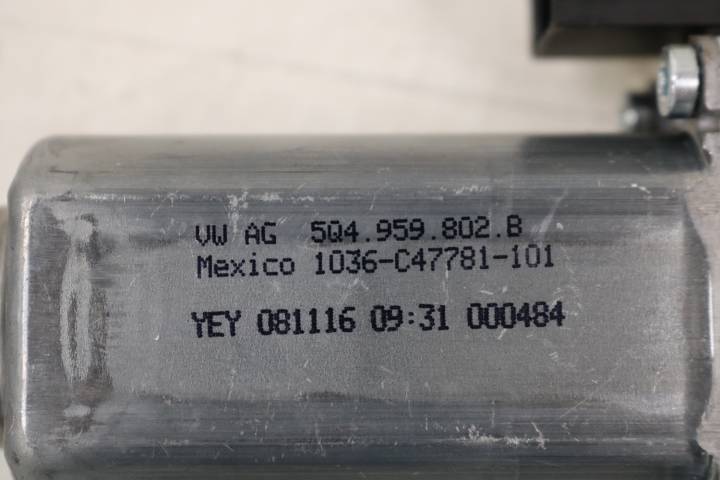 VW AG 5Q4.959.802.B
Mexico 1036-C47781-101
YEY 081116 09:31 000484